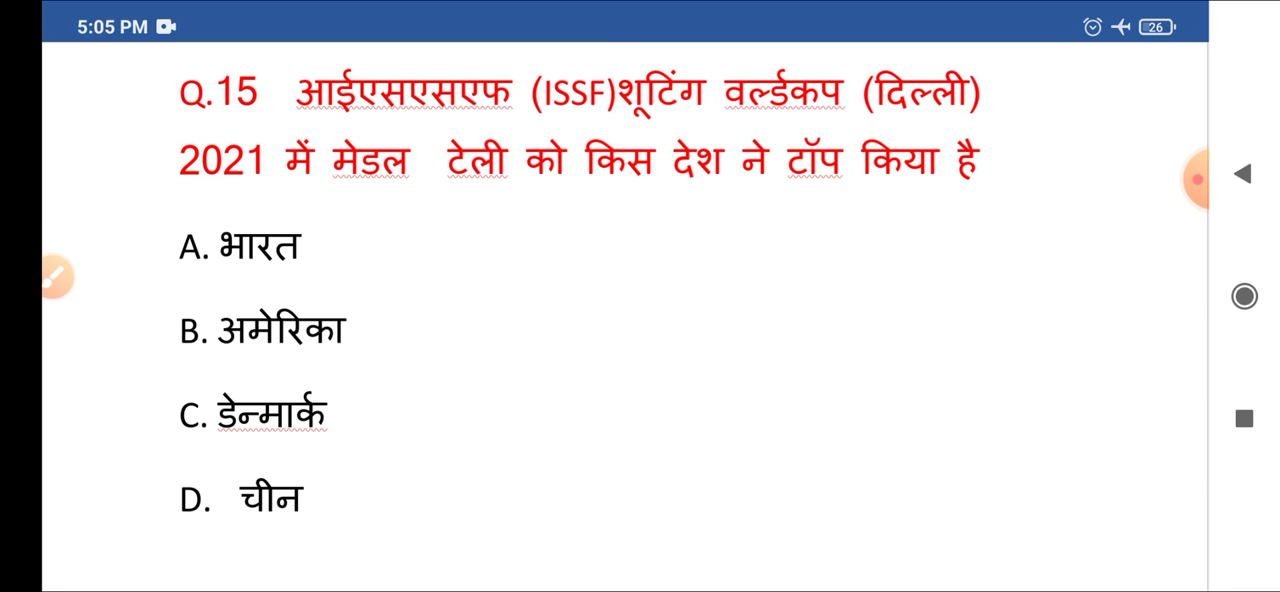 5:05 PM
26
Q.15 आईएसएसएफ (ISSF)शूटिंग वर्ल्डकप (दिल्ली)
2021 में मेडल टेली को किस देश ने टॉप किया है
A. भारत
B. अमेरिका
C. डेन्मार्क
D. चीन